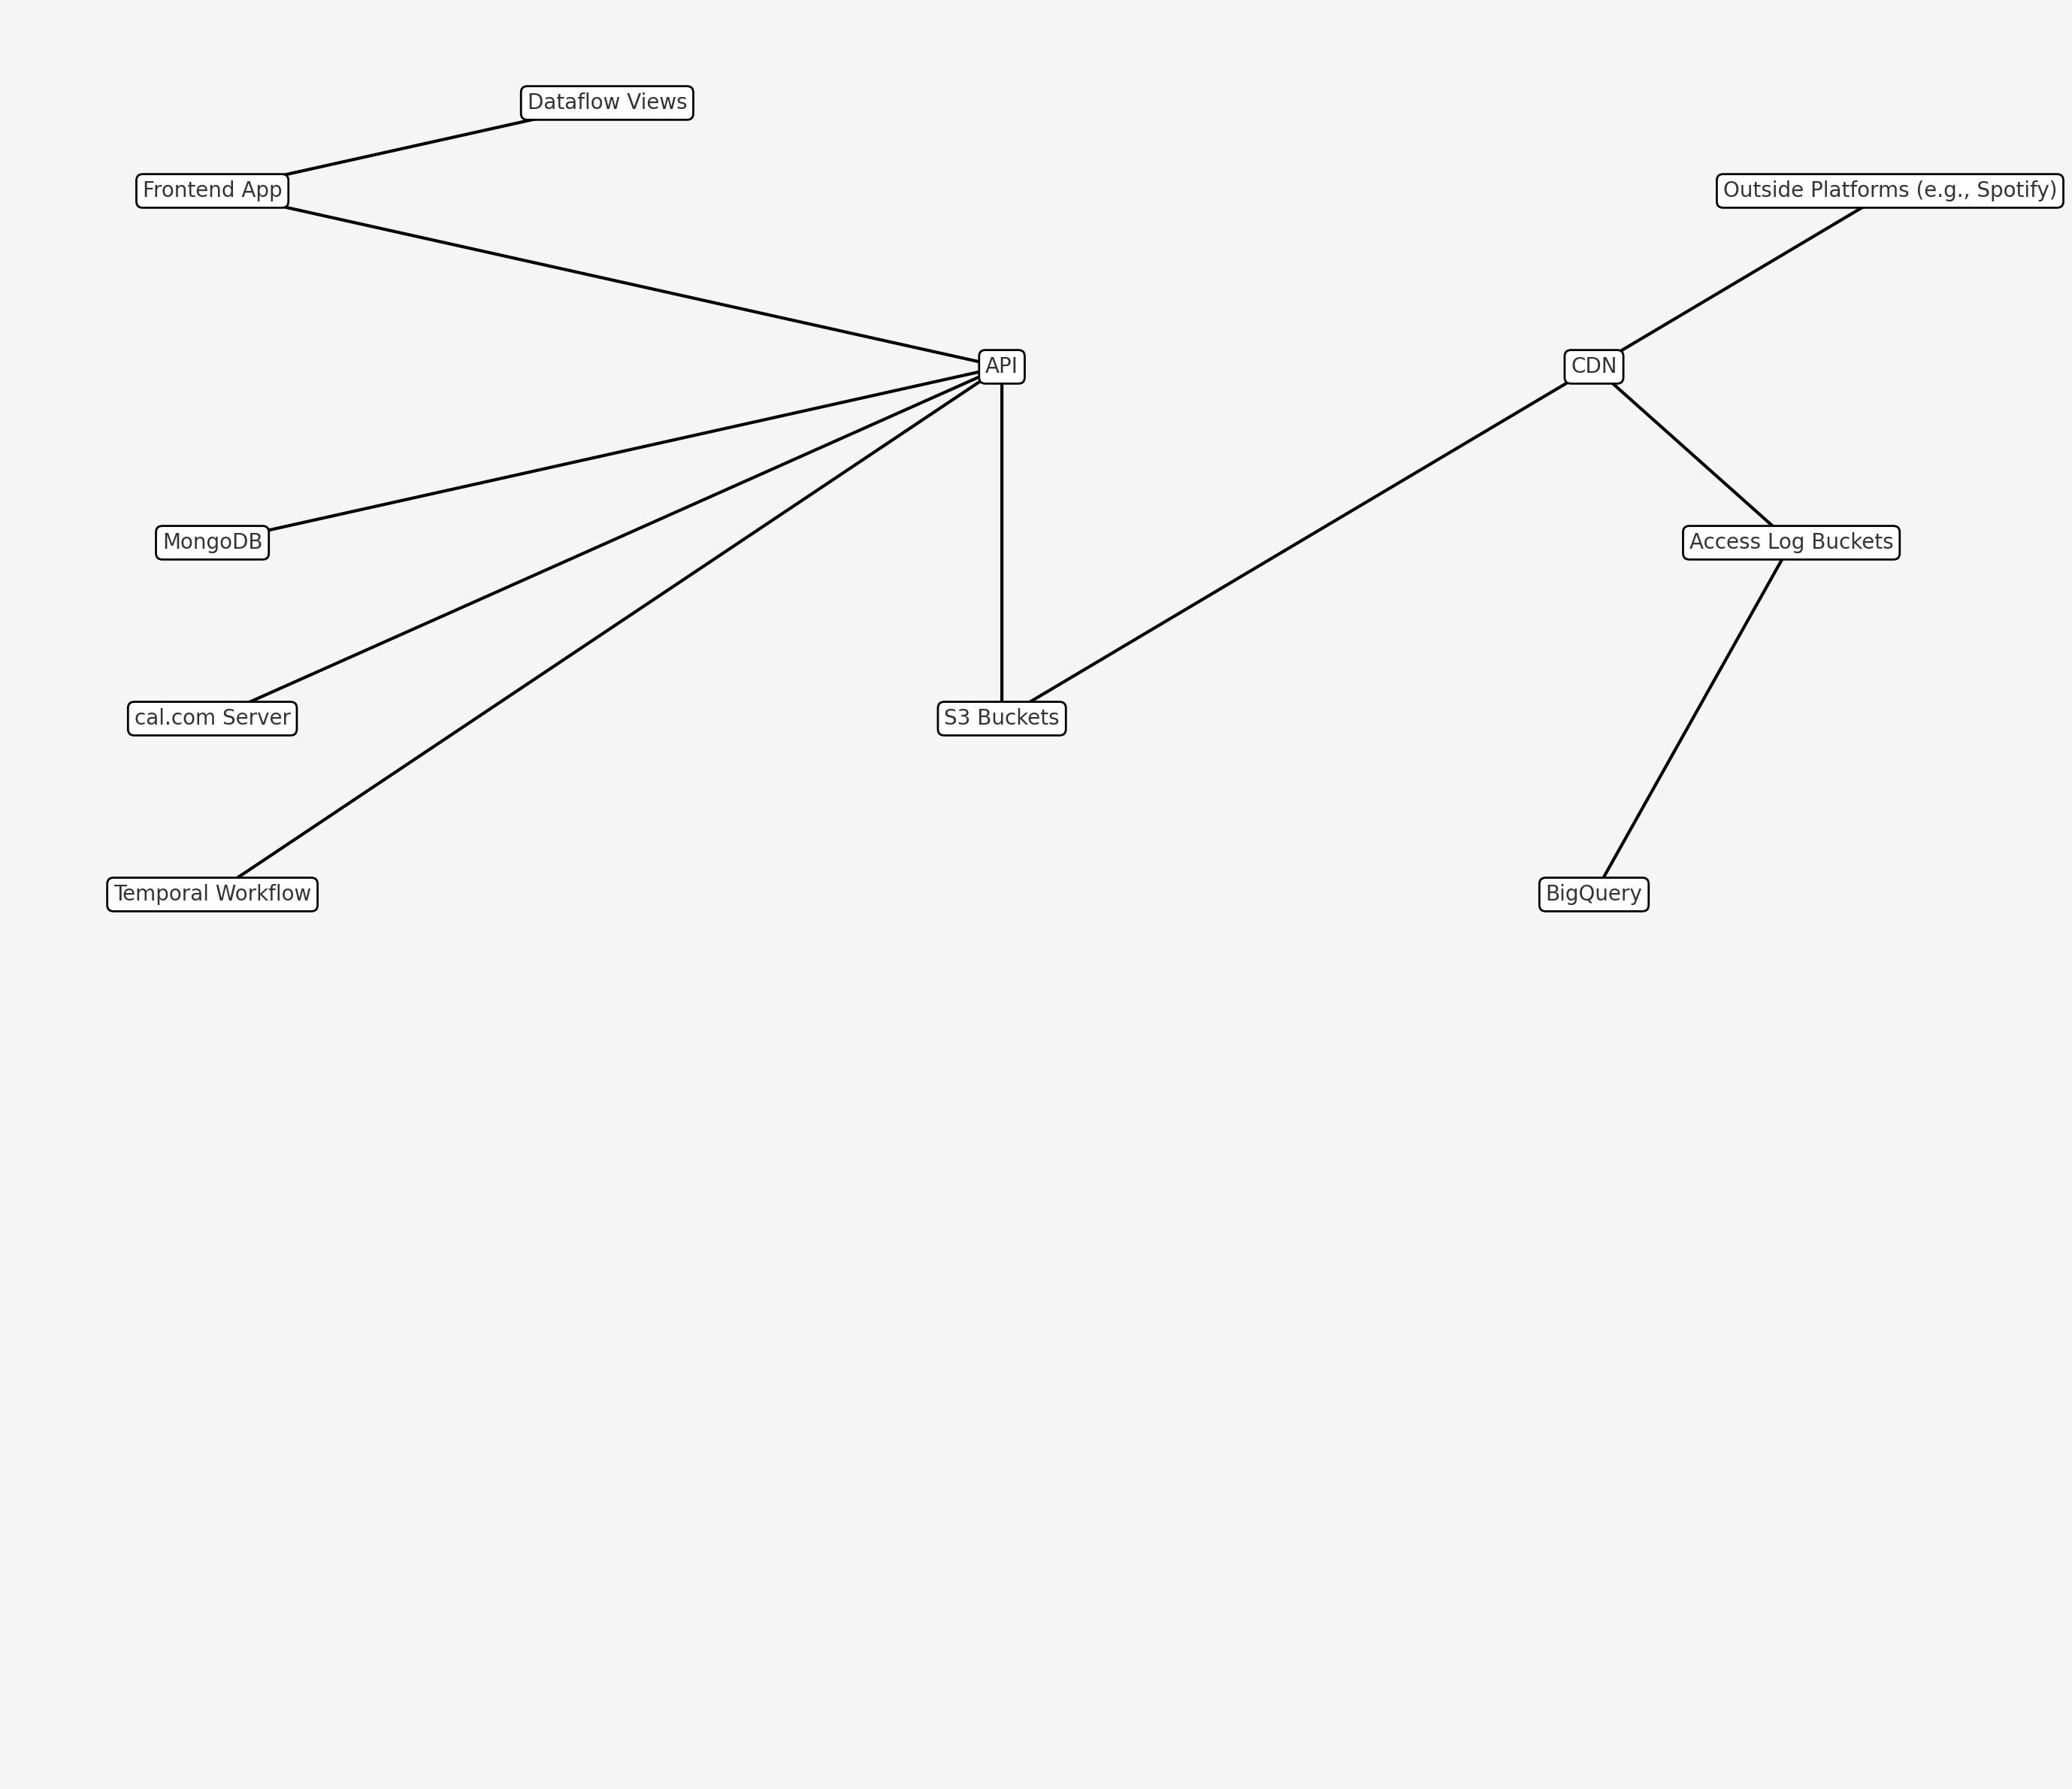 Dataflow Views
Frontend App
Outside Platforms (e.g., Spotify)
API
CDN
MongoDB
Access Log Buckets
cal.com Server
S3 Buckets
Temporal Workflow
BigQuery